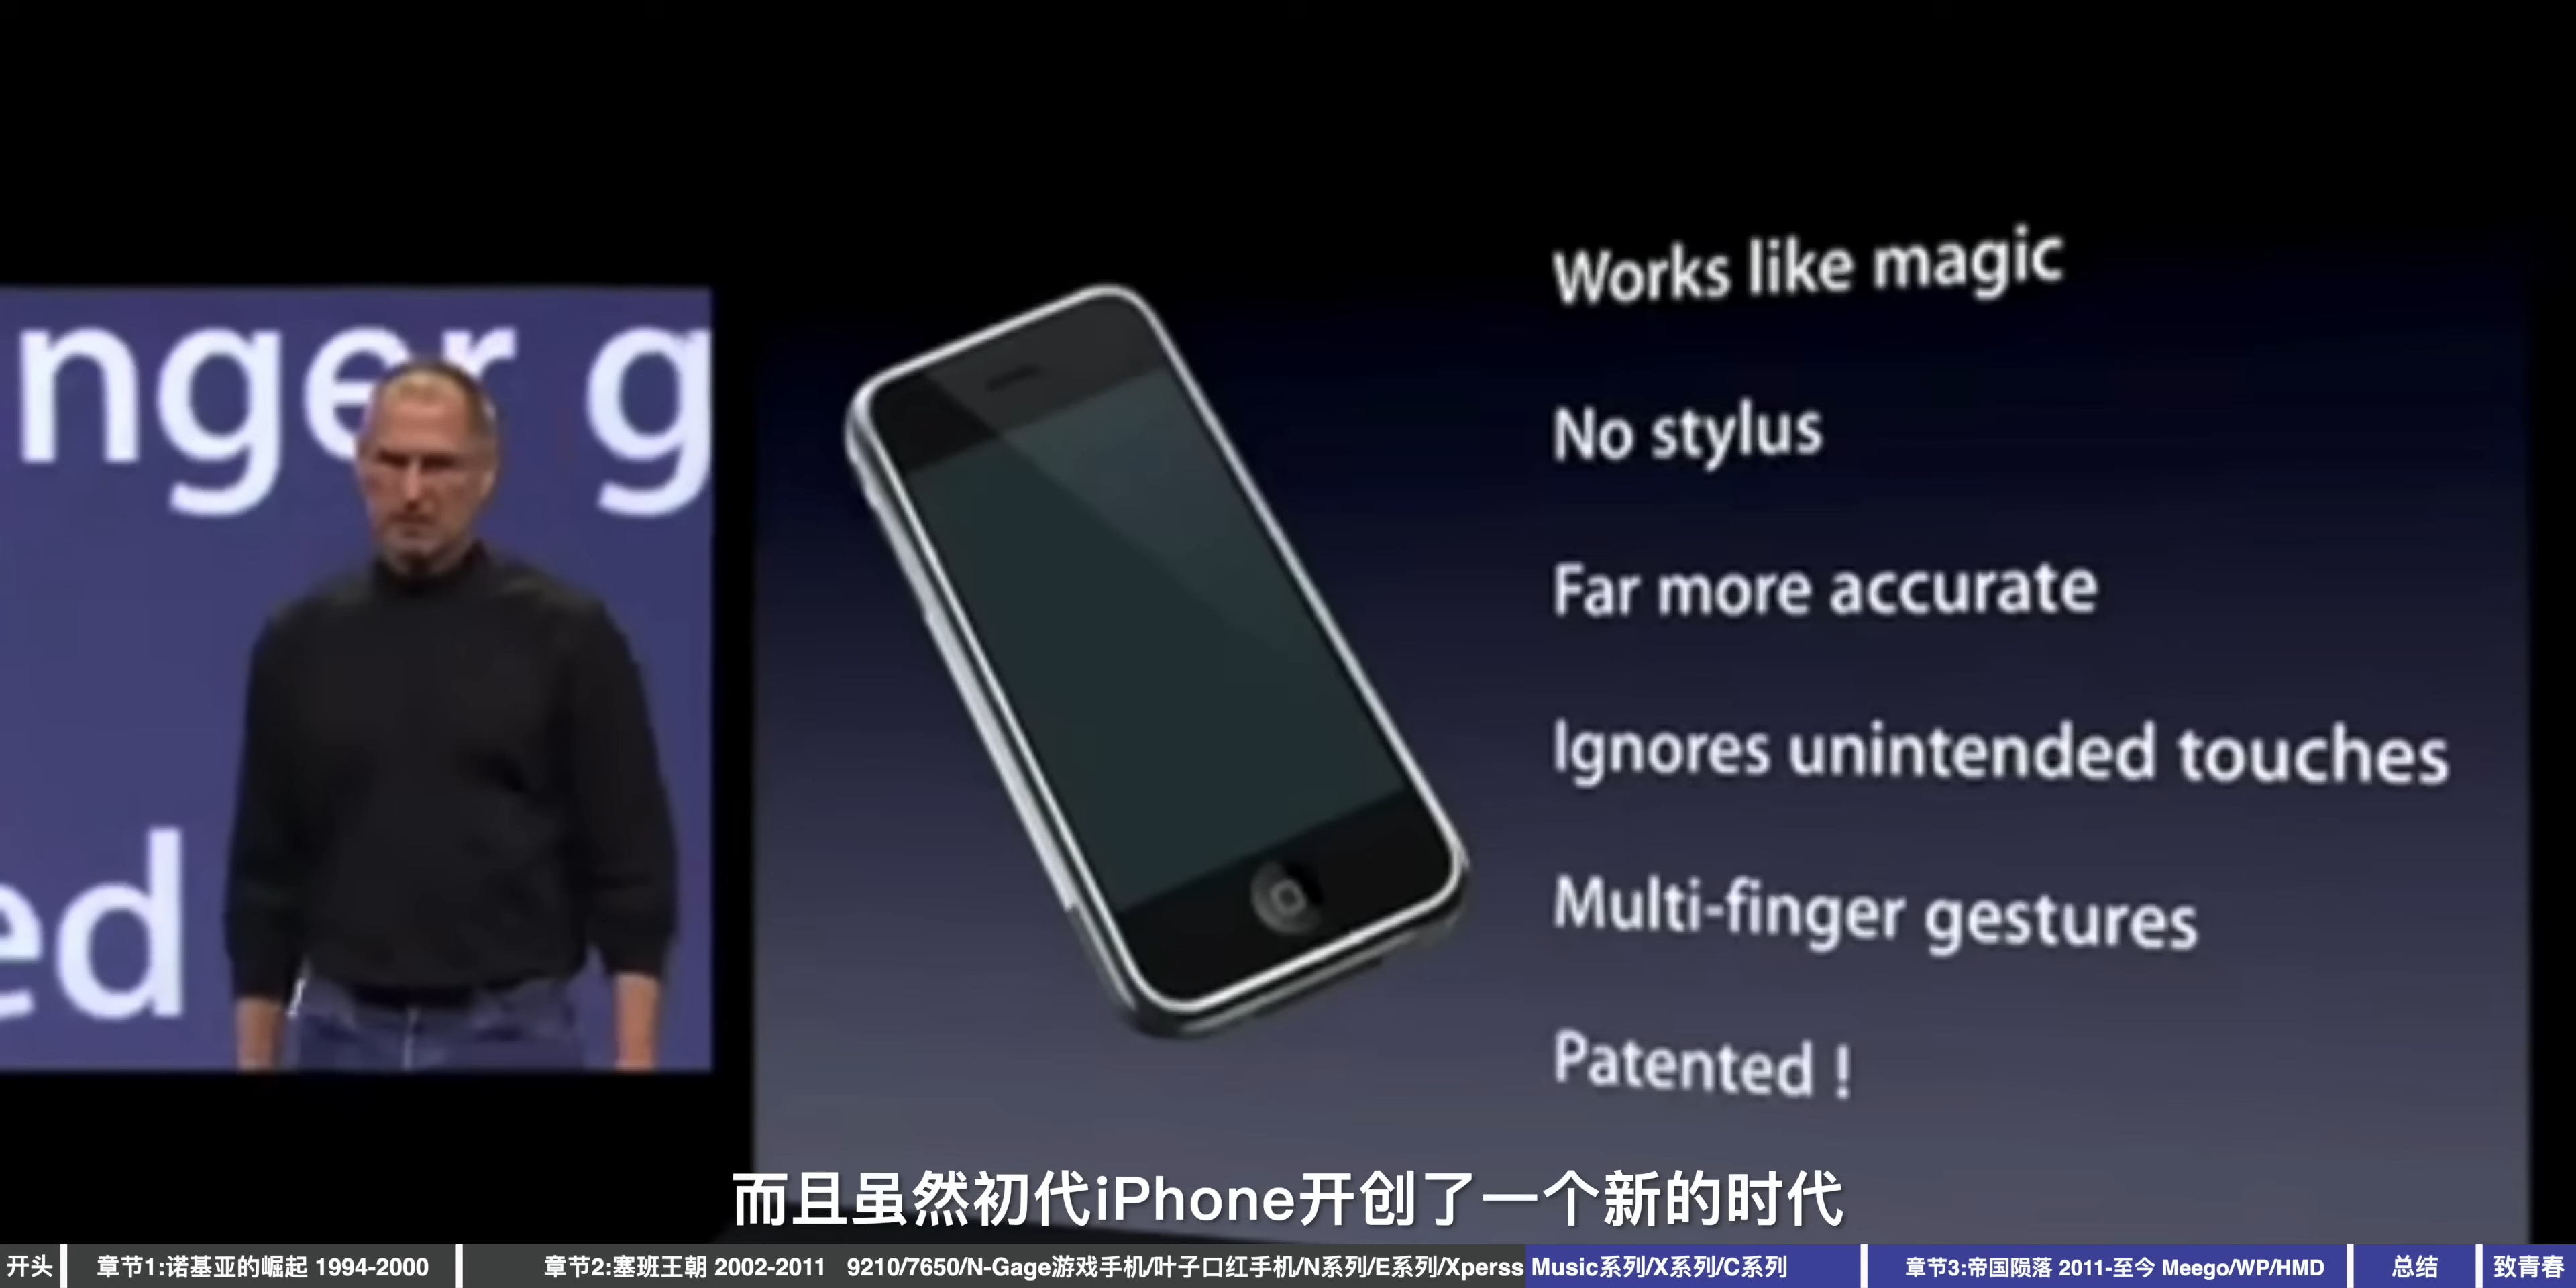 nger g
ed
Works like magic
No stylus
Far more accurate
Ignores unintended touches
Multi-finger gestures
Patented !
而且虽然初代iPhone开创了一个新的时代
开头 章节1:诺基亚的崛起 1994-2000 章节2:塞班王朝 2002-2011 9210/7650/N-Gage游戏手机/叶子口红手机/N系列/E系列/Xperss Music系列/X系列/C系列 章节3:帝国陨落 2011-至今 Meego/WP/HMD 总结 致青春